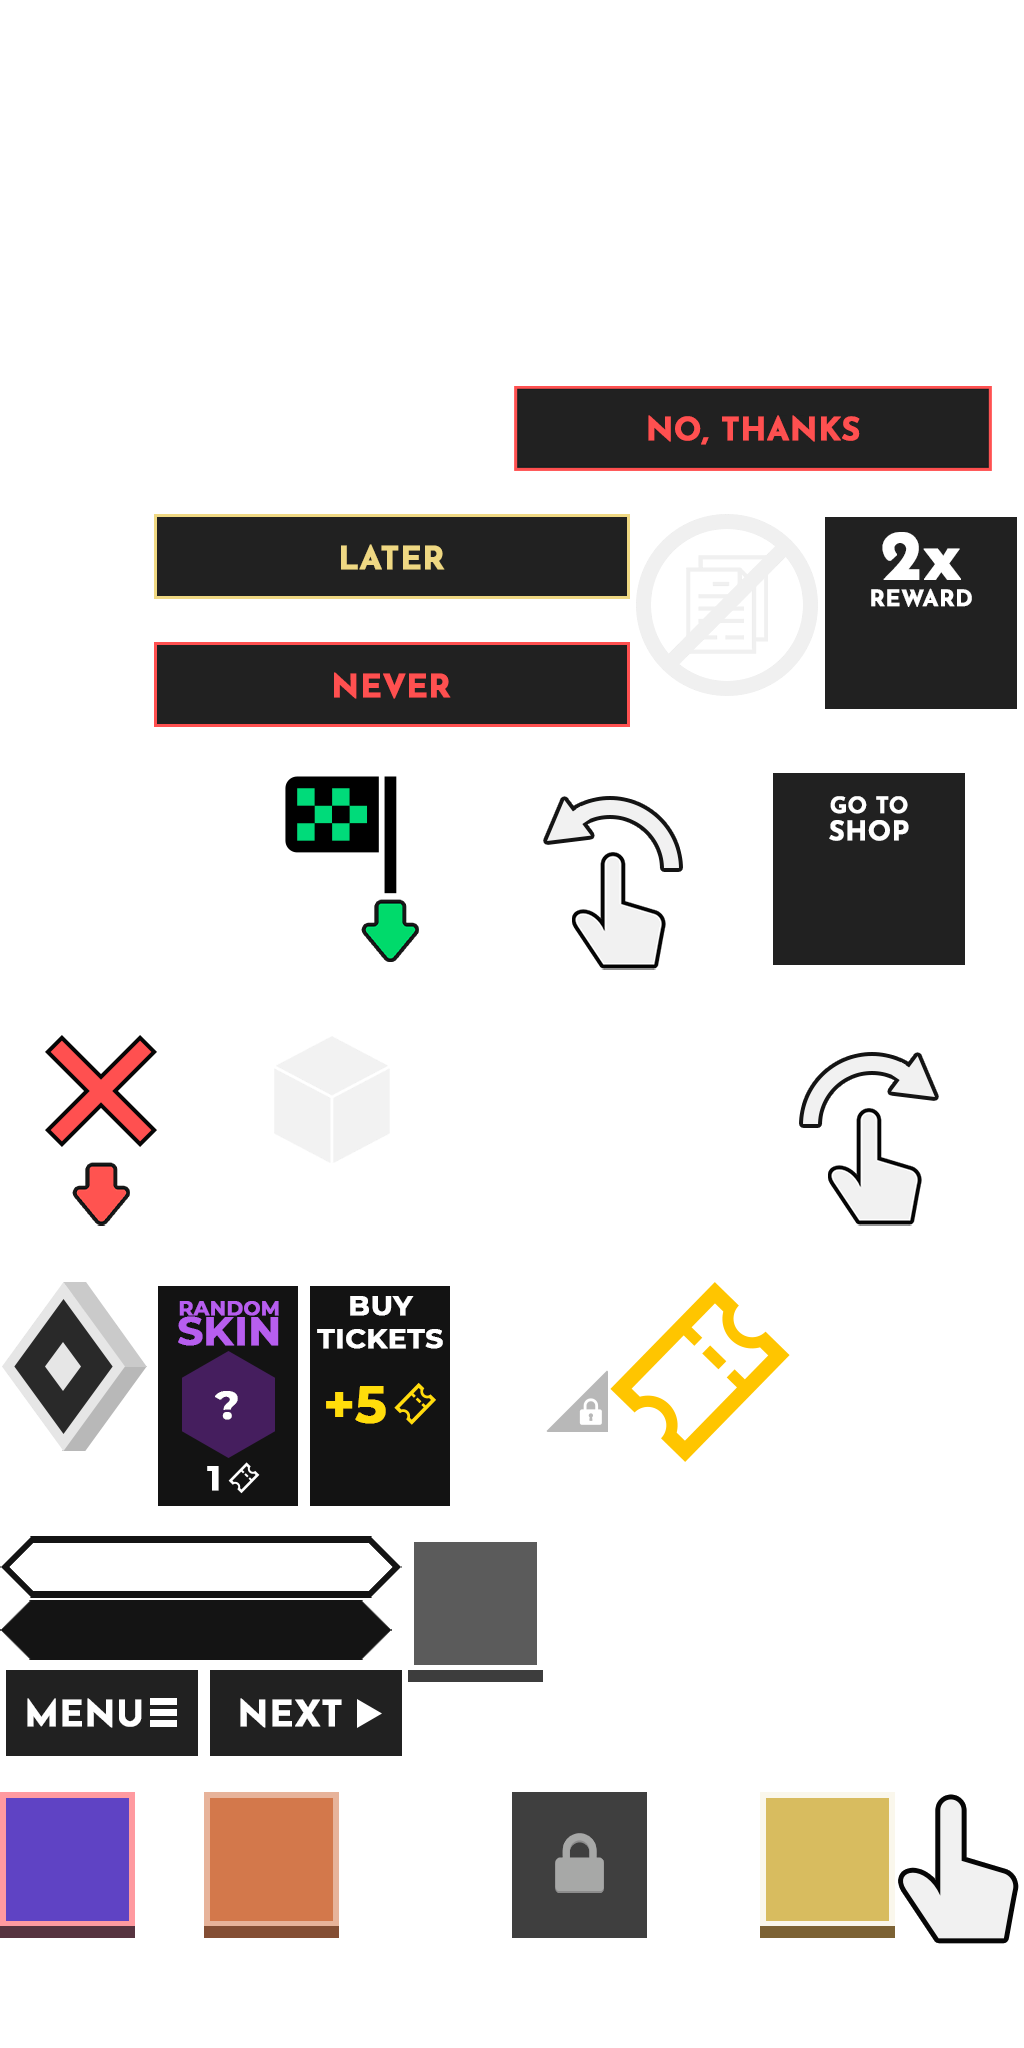 NO, THANKS
LATER
2x
REWARD
NEVER
GO TO
SHOP
RANDOM
SKIN
?
1
BUY
TICKETS
+5
MENU
NEXT